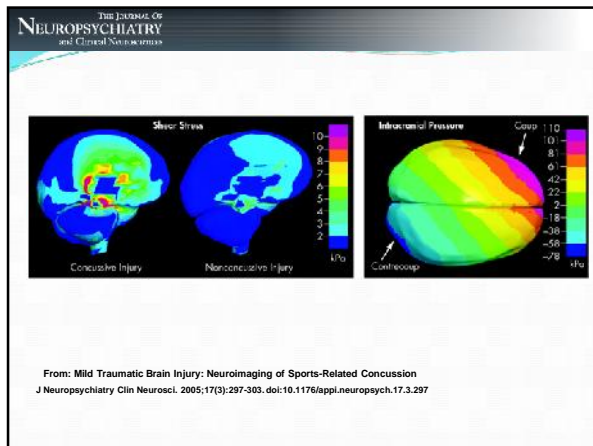 THE JOURNAL OF
NEUROPSYCHIATRY
and Clinical Neurosciences
Shear Stress
10
9
8
7
6
5
4
3
2
kPa
Concussive Injury
Nonconcussive Injury
Intracranial Pressure
Coup
110
101
81
61
42
22
2
-18
-38
-58
-78
kPa
Contrecoup
From: Mild Traumatic Brain Injury: Neuroimaging of Sports-Related Concussion
J Neuropsychiatry Clin Neurosci. 2005;17(3):297-303. doi:10.1176/appi.neuropsych.17.3.297